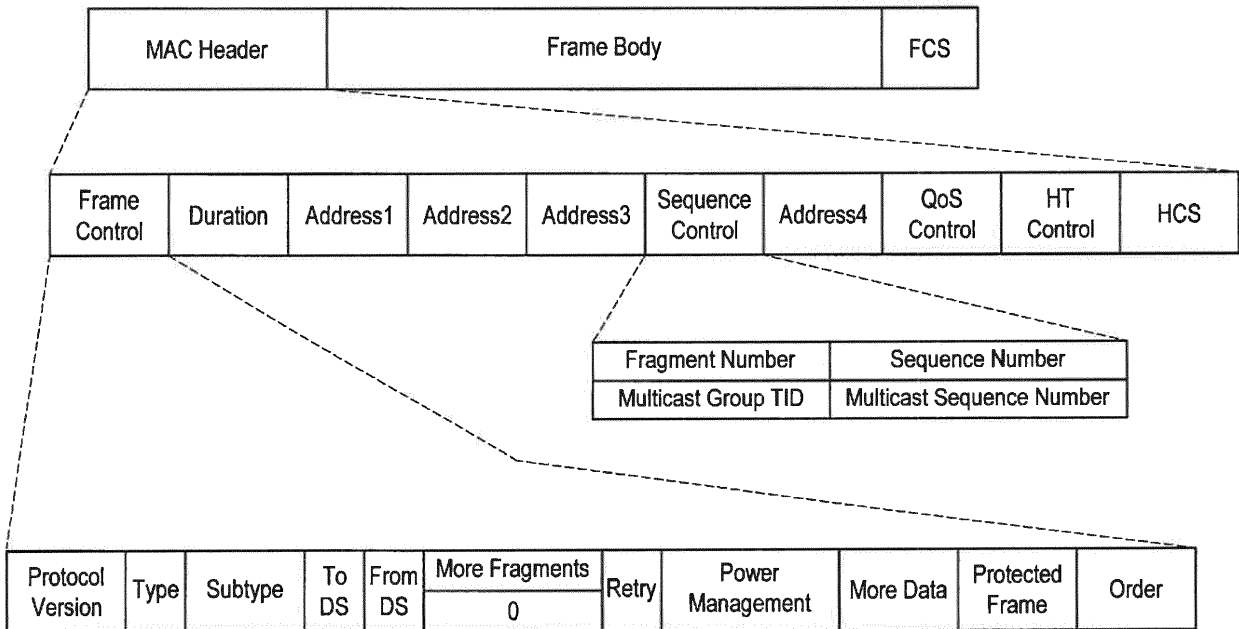 MAC Header
Frame Body
FCS
Frame
Control
Duration
Address1
Address2
Address3
Sequence
Control
Address4
QoS
Control
HT
Control
HCS
Fragment Number
Sequence Number
Multicast Group TID
Multicast Sequence Number
Protocol
Version
Type
Subtype
To
DS
From
DS
More Fragments
0
Retry
Power
Management
More Data
Protected
Frame
Order